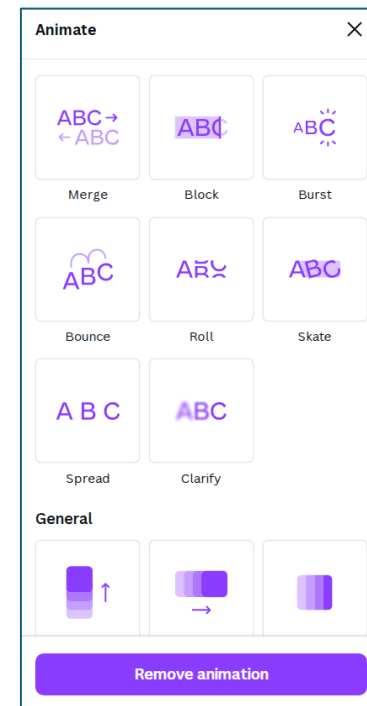 Animate
ABC→
←ABC
ABC
ABC
Merge
Block
Burst
ABC
ABC
ABC
Bounce
Roll
Skate
A B C
ABC
Spread
Clarify
General
Remove animation